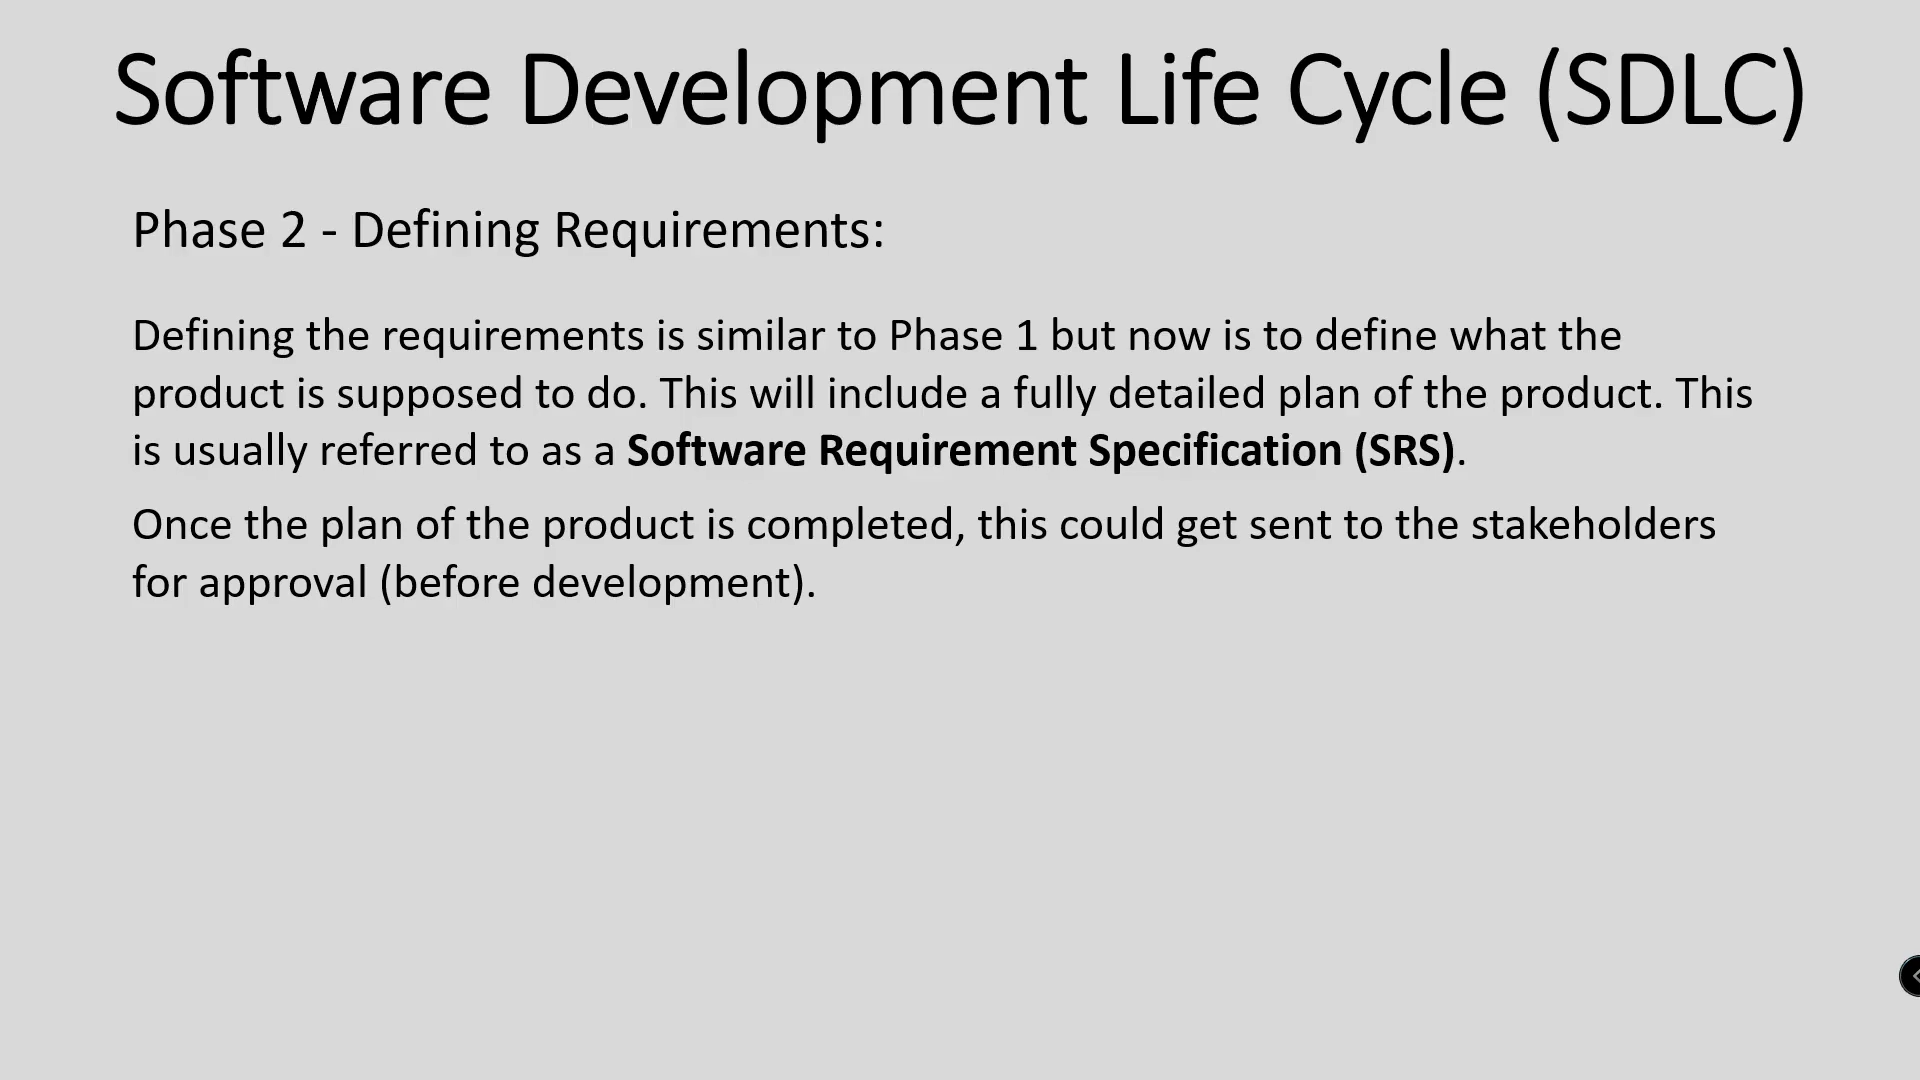 Software Development Life Cycle (SDLC)
Phase 2 - Defining Requirements:
Defining the requirements is similar to Phase 1 but now is to define what the
product is supposed to do. This will include a fully detailed plan of the product. This
is usually referred to as a Software Requirement Specification (SRS).
Once the plan of the product is completed, this could get sent to the stakeholders
for approval (before development).